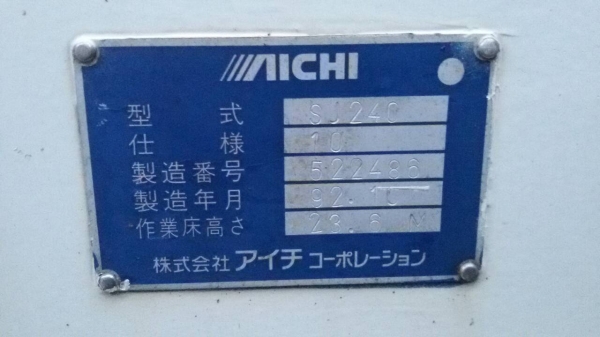 AICHI
型式 SJ240
仕様 10
製造番号 522486
製造年月 92.10
作業床高さ 23.6 M
株式会社 アイチ コーポレーション